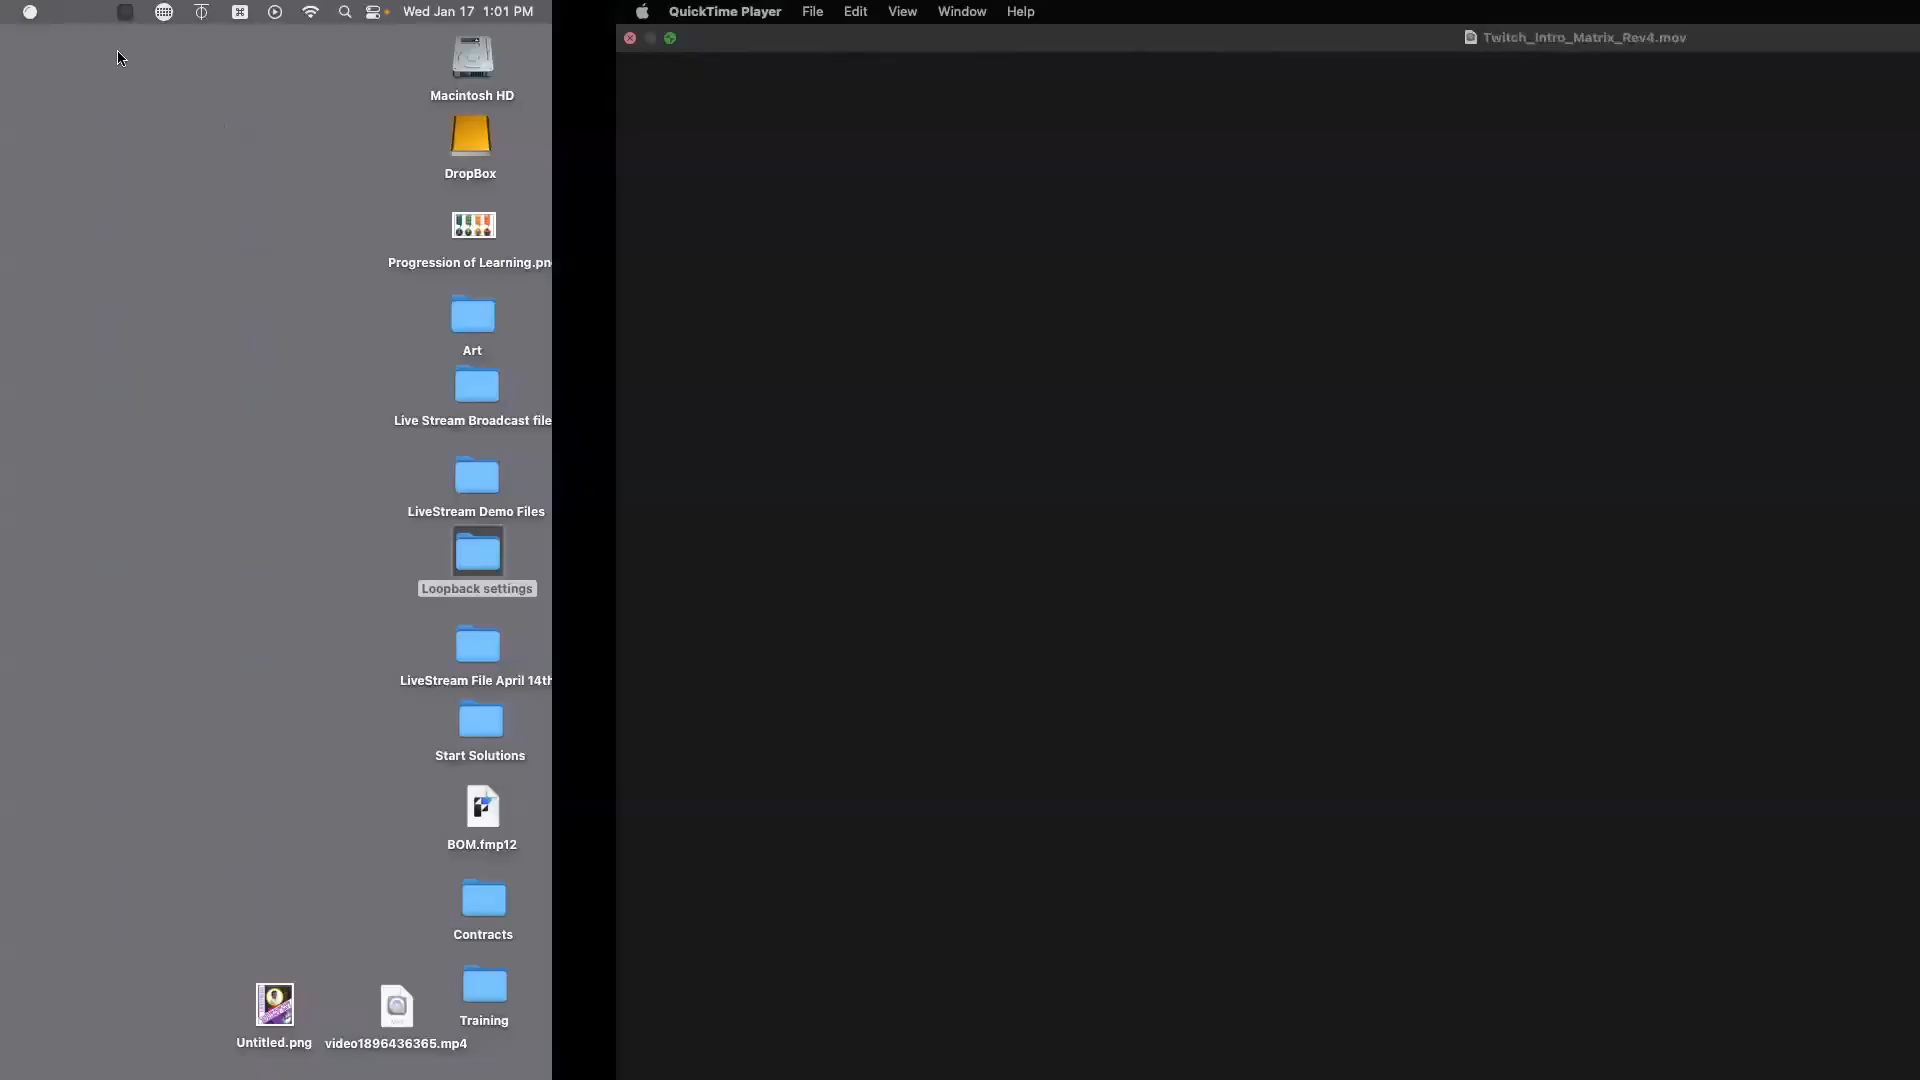 Wed Jan 17 1:01 PM
QuickTime Player File Edit View Window Help
Twitch_Intro_Matrix_Rev4.mov
Macintosh HD
DropBox
Progression of Learning.pn
Art
Live Stream Broadcast file
LiveStream Demo Files
Loopback settings
LiveStream File April 14th
Start Solutions
BOM.fmp12
Contracts
Training
Untitled.png
video1896436365.mp4